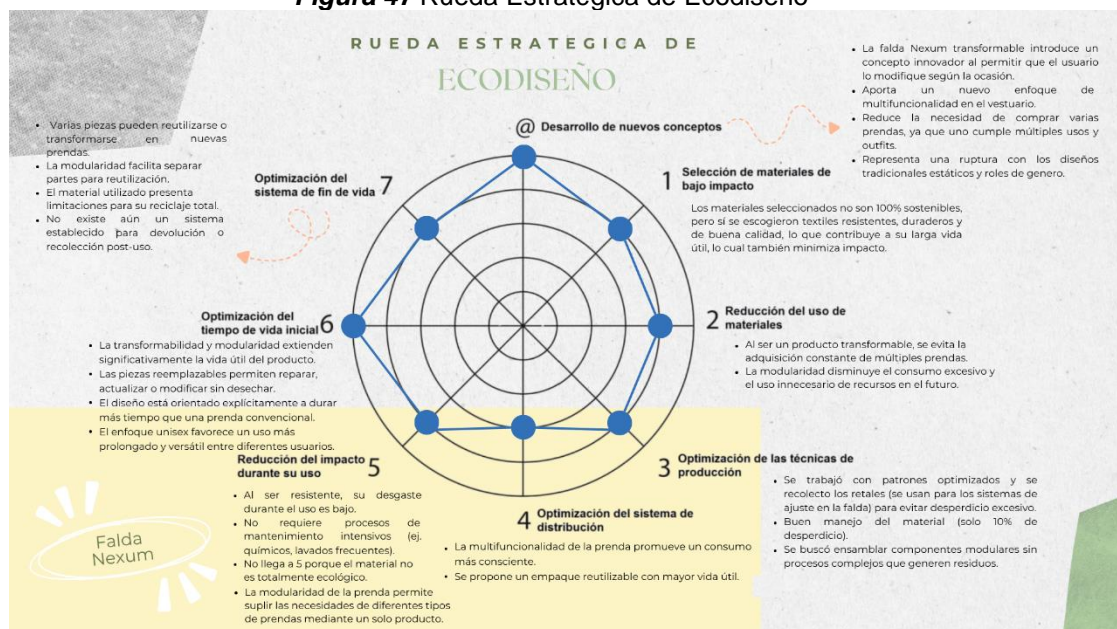 Figura 47 Rueda Estratégica de Ecodiseño
RUEDA ESTRATEGICA DE
ECODISEÑO
• La falda Nexum transformable introduce un
concepto innovador al permitir que el usuario
lo modifique según la ocasión.
• Aporta un nuevo enfoque de
multifuncionalidad en el vestuario.
• Reduce la necesidad de comprar varias
prendas, ya que uno cumple múltiples usos y
outfits.
• Representa una ruptura con los diseños
tradicionales estáticos y roles de genero.
@ Desarrollo de nuevos conceptos
• Varias piezas pueden reutilizarse o
transformarse en nuevas
prendas.
• La modularidad facilita separar
partes para reutilización.
• El material utilizado presenta
limitaciones para su reciclaje total.
• No existe aún un sistema
establecido para devolución o
recolección post-uso.
Optimización del
sistema de fin de vida 7
1 Selección de materiales de
bajo impacto
Los materiales seleccionados no son 100% sostenibles,
pero sí se escogieron textiles resistentes, duraderos y
de buena calidad, lo que contribuye a su larga vida
útil, lo cual también minimiza impacto.
2 Reducción del uso de
materiales
• Al ser un producto transformable, se evita la
adquisición constante de múltiples prendas.
• La modularidad disminuye el consumo excesivo y
el uso innecesario de recursos en el futuro.
Optimización del
tiempo de vida inicial 6
• La transformabilidad y modularidad extienden
significativamente la vida útil del producto.
• Las piezas reemplazables permiten reparar,
actualizar o modificar sin desechar.
• El diseño está orientado explícitamente a durar
más tiempo que una prenda convencional.
• El enfoque unisex favorece un uso más
prolongado y versátil entre diferentes usuarios.
3 Optimización de las técnicas de
producción
• Se trabajó con patrones optimizados y se
recolecto los retales (se usan para los sistemas de
ajuste en la falda) para evitar desperdicio excesivo.
• Buen manejo del material (solo 10% de
desperdicio).
• Se buscó ensamblar componentes modulares sin
procesos complejos que generen residuos.
Reducción del impacto
durante su uso 5
• Al ser resistente, su desgaste
durante el uso es bajo.
• No requiere procesos de
mantenimiento intensivos (ej.
químicos, lavados frecuentes).
• No llega a 5 porque el material no
es totalmente ecológico.
• La modularidad de la prenda permite
suplir las necesidades de diferentes tipos
de prendas mediante un solo producto.
4 Optimización del sistema de
distribución
• La multifuncionalidad de la prenda promueve un consumo
más consciente.
• Se propone un empaque reutilizable con mayor vida útil.
Falda
Nexum